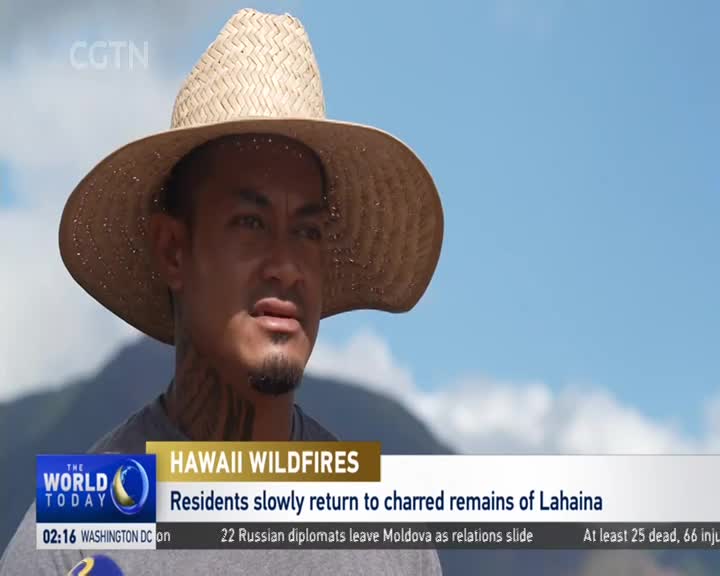 CGTN
HAWAII WILDFIRES
THE
WORLD
TODAY
Residents slowly return to charred remains of Lahaina
02:16 WASHINGTON DC
on 22 Russian diplomats leave Moldova as relations slide At least 25 dead, 66 inju